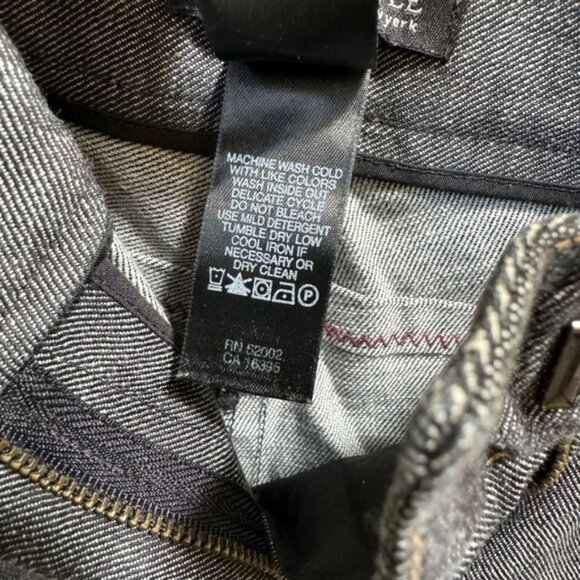 york
MACHINE WASH COLD
WITH LIKE COLORS
WASH INSIDE OUT
DELICATE CYCLE
DO NOT BLEACH
USE MILD DETERGENT
TUMBLE DRY LOW
COOL IRON IF
NECESSARY OR
DRY CLEAN
P
RN 52002
CA 16395